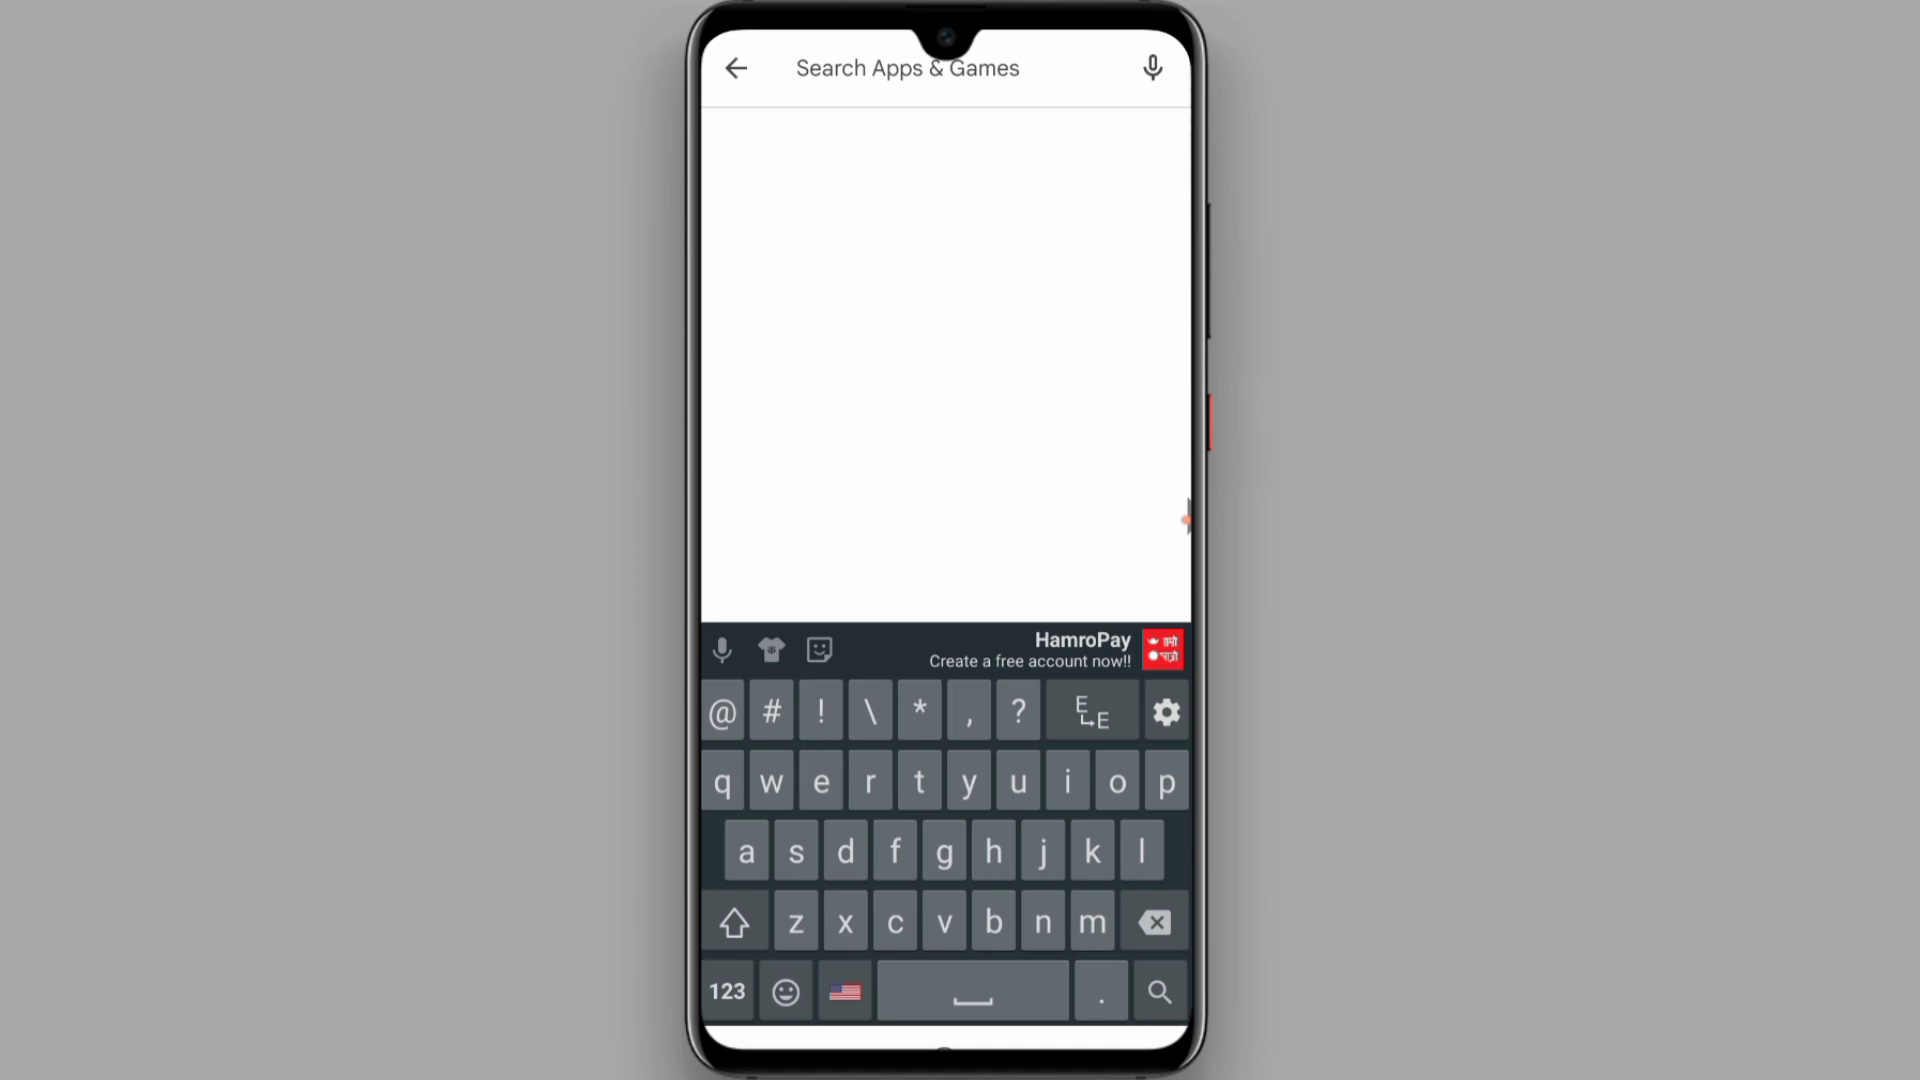 Search Apps & Games
HamroPay
Create a free account now!!
हाम्रो
पात्रो
@ # ! \ * , ? E E
q w e r t y u i o p
a s d f g h j k l
z x c v b n m
123 .